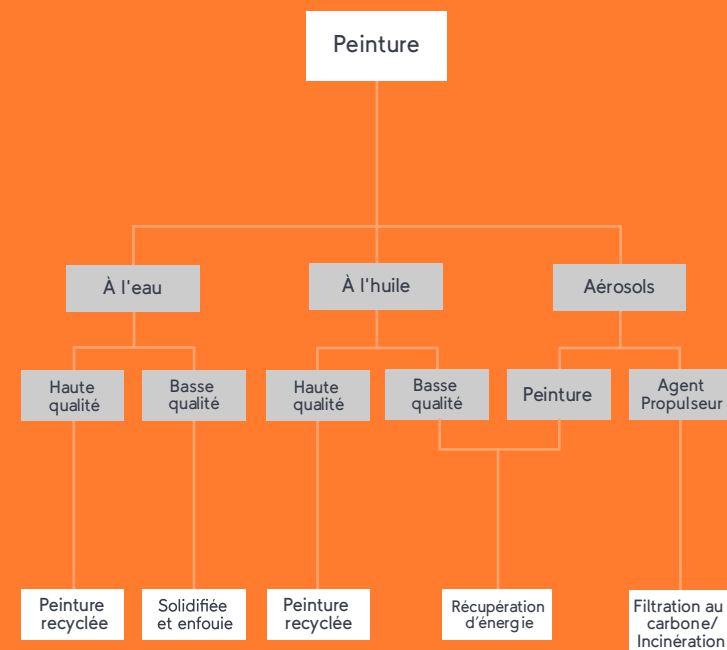 Peinture
À l'eau
À l'huile
Aérosols
Haute
qualité
Basse
qualité
Haute
qualité
Basse
qualité
Peinture
Agent
Propulseur
Peinture
recyclée
Solidifiée
et enfouie
Peinture
recyclée
Récupération
d'énergie
Filtration au
carbone/
Incinération